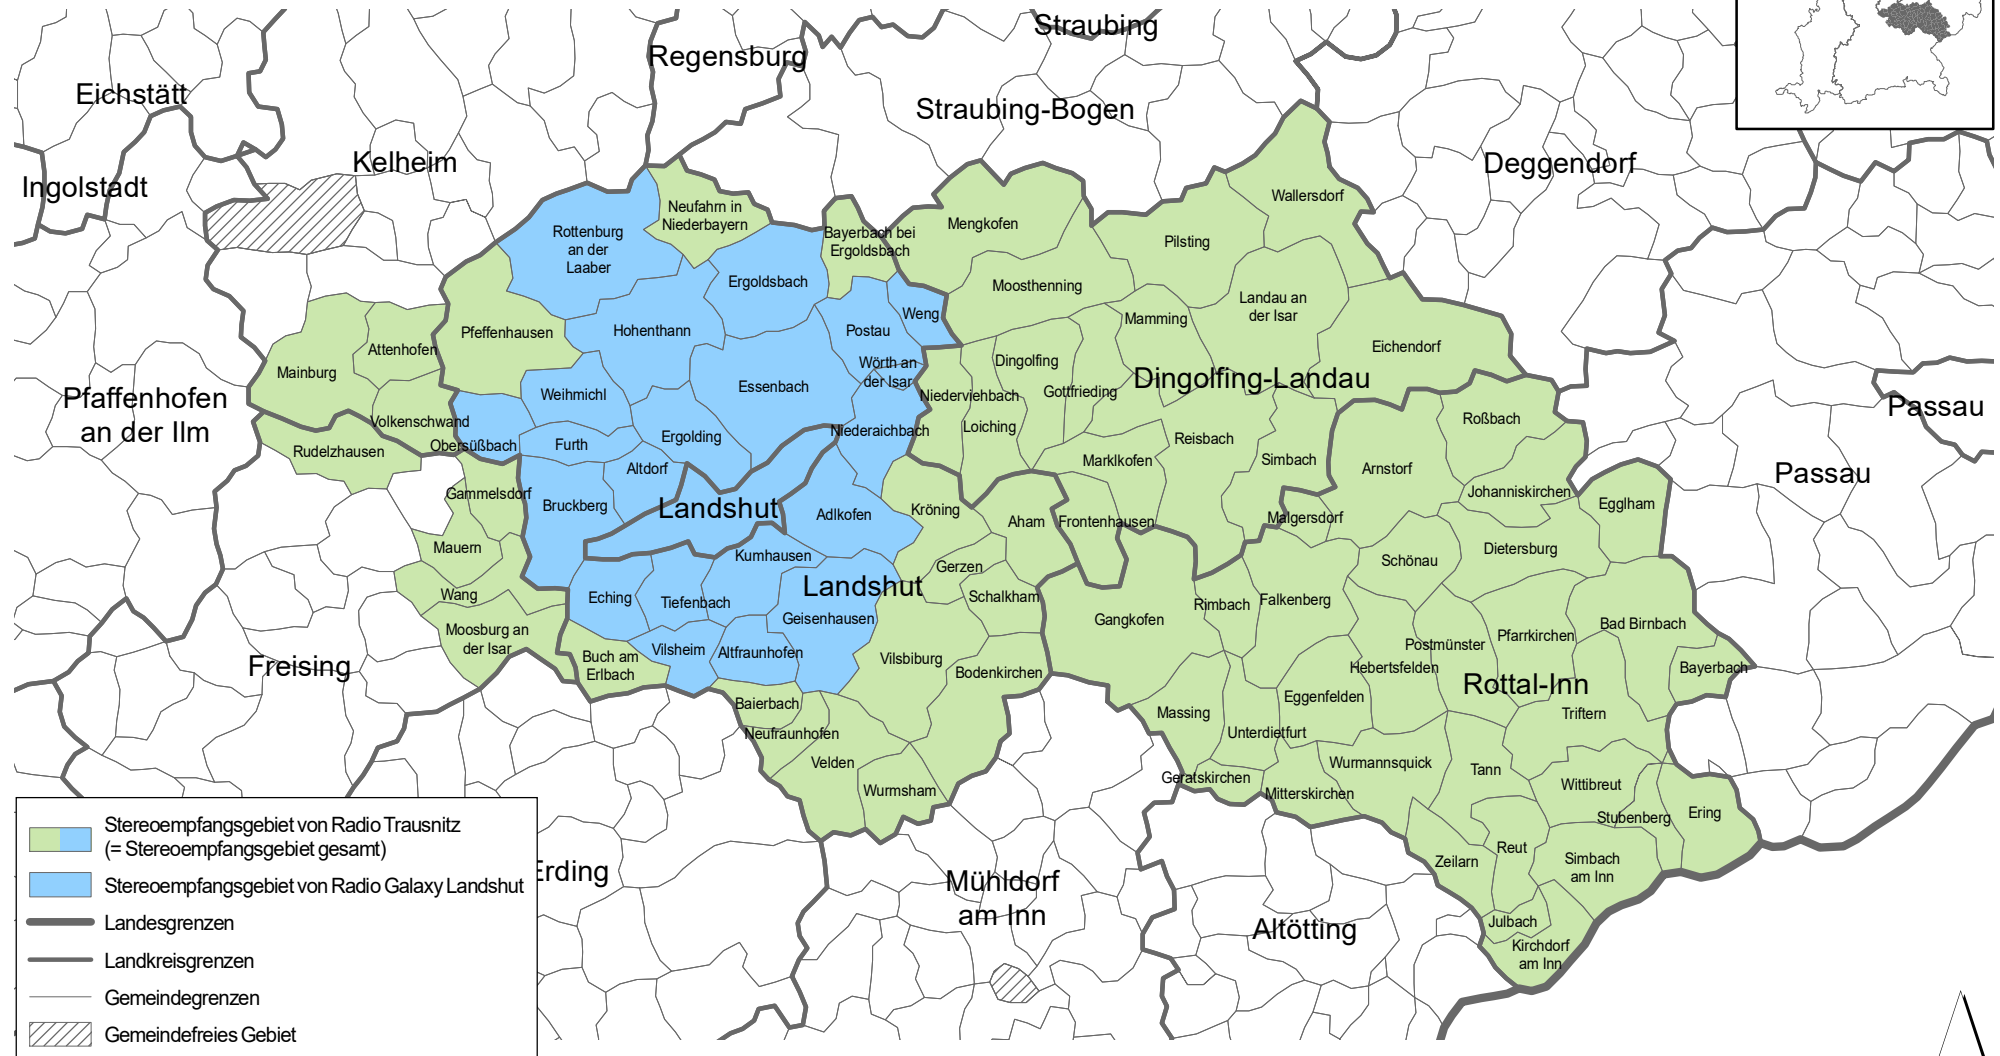 Straubing
Regensburg
Eichstätt
Straubing-Bogen
Kelheim
Deggendorf
Ingolstadt
Wallersdorf
Neufahrn in
Niederbayern
Mengkofen
Rottenburg
an der
Laaber
Bayerbach bei
Ergoldsbach
Pilsting
Ergoldsbach
Moosthenning
Landau an
der Isar
Weng
Mamming
Pfeffenhausen
Hohenthann
Postau
Attenhofen
Eichendorf
Mainburg
Wörth an
der Isar
Dingolfing
Dingolfing-Landau
Essenbach
Gottfrieding
Weihmichl
Niederviehbach
Pfaffenhofen
an der Ilm
Passau
Roßbach
Volkenschwand
Loiching
Niederaichbach
Ergolding
Reisbach
Obersüßbach
Furth
Rudelzhausen
Marklkofen
Simbach
Altdorf
Arnstorf
Passau
Gammelsdorf
Johanniskirchen
Egglham
Bruckberg
Landshut
Adlkofen
Kröning
Aham
Frontenhausen
Malgersdorf
Mauern
Kumhausen
Dietersburg
Schönau
Gerzen
Landshut
Wang
Eching
Tiefenbach
Schalkham
Rimbach
Falkenberg
Geisenhausen
Gangkofen
Bad Birnbach
Moosburg an
der Isar
Postmünster
Pfarrkirchen
Vilsheim
Altfraunhofen
Buch am
Erlbach
Vilsbiburg
Hebertsfelden
Bayerbach
Freising
Bodenkirchen
Rottal-Inn
Eggenfelden
Baierbach
Massing
Triftern
Neufraunhofen
Unterdietfurt
Velden
Wurmannsquick
Tann
Geratskirchen
Wittibreut
Wurmsham
Mitterskirchen
Stubenberg
Ering
Reut
Zeilarn
Simbach
am Inn
Erding
Mühldorf
am Inn
Altötting
Julbach
Kirchdorf
am Inn
Stereoempfangsgebiet von Radio Trausnitz
(= Stereoempfangsgebiet gesamt)
Stereoempfangsgebiet von Radio Galaxy Landshut
Landesgrenzen
Landkreisgrenzen
Gemeindegrenzen
Gemeindefreies Gebiet